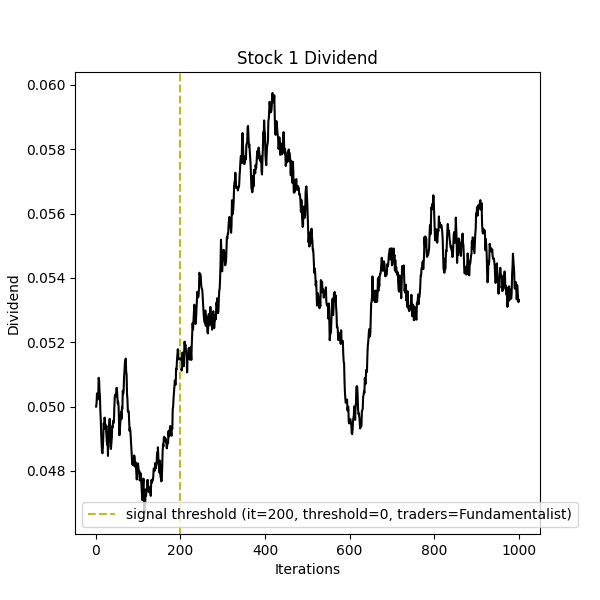 Stock 1 Dividend
0.060
0.058
0.056
0.054
0.052
0.050
0.048
Dividend
signal threshold (it=200, threshold=0, traders=Fundamentalist)
0 200 400 600 800 1000
Iterations